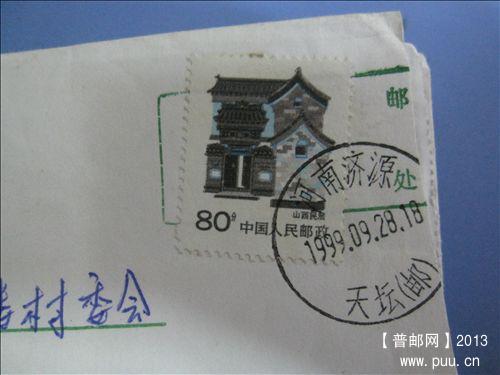 邮
处
山西民居
80分 中国人民邮政
河南济源
1999.09.28.18
天坛(邮)
村委会
【普邮网】2013
www.puu.cn